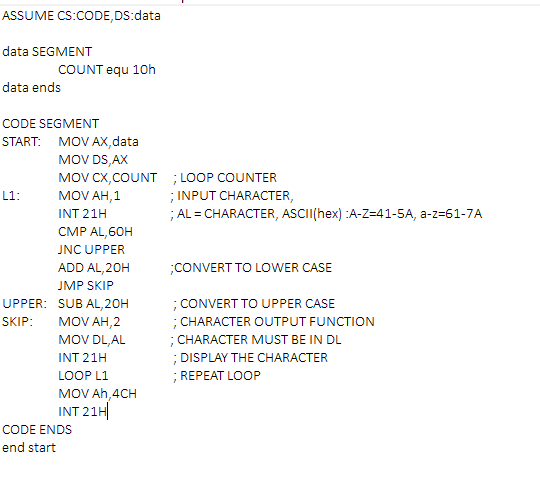 ASSUME CS:CODE,DS:data
data SEGMENT
COUNT equ 10h
data ends
CODE SEGMENT
START: MOV AX,data
MOV DS,AX
MOV CX,COUNT ; LOOP COUNTER
L1: MOV AH,1 ; INPUT CHARACTER,
INT 21H ; AL = CHARACTER, ASCII(hex) :A-Z=41-5A, a-z=61-7A
CMP AL,60H
JNC UPPER
ADD AL,20H ;CONVERT TO LOWER CASE
JMP SKIP
UPPER: SUB AL,20H ; CONVERT TO UPPER CASE
SKIP: MOV AH,2 ; CHARACTER OUTPUT FUNCTION
MOV DL,AL ; CHARACTER MUST BE IN DL
INT 21H ; DISPLAY THE CHARACTER
LOOP L1 ; REPEAT LOOP
MOV Ah,4CH
INT 21H
CODE ENDS
end start